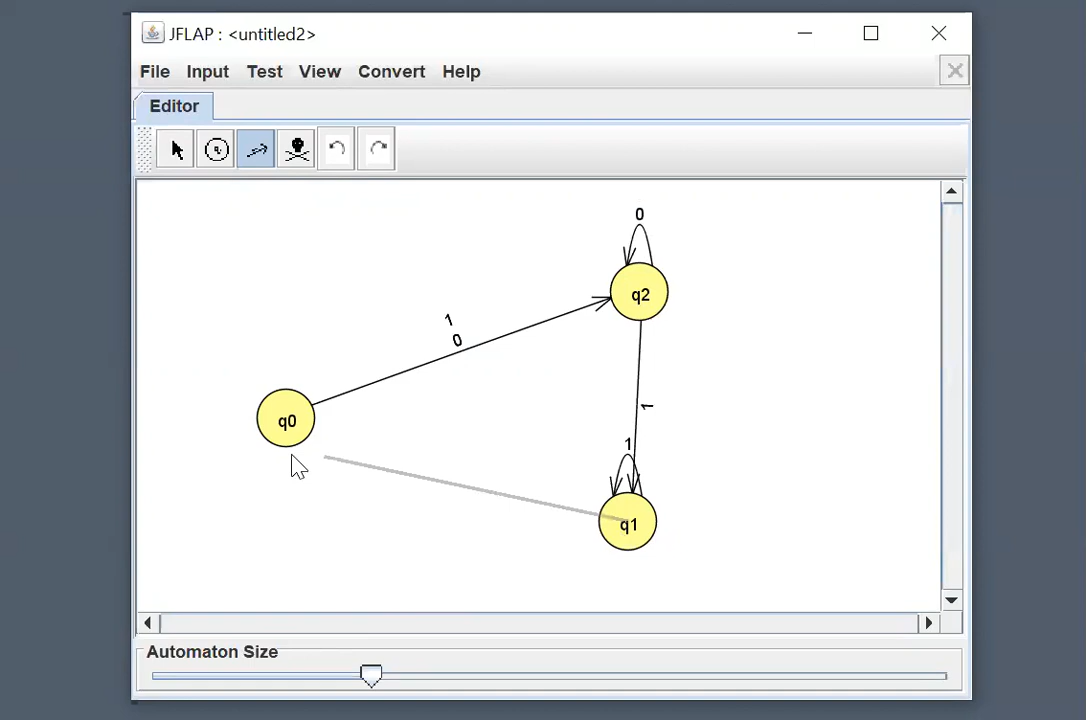 JFLAP : <untitled2>
File Input Test View Convert Help
Editor
0
q2
1
0
1
q0
1
q1
Automaton Size